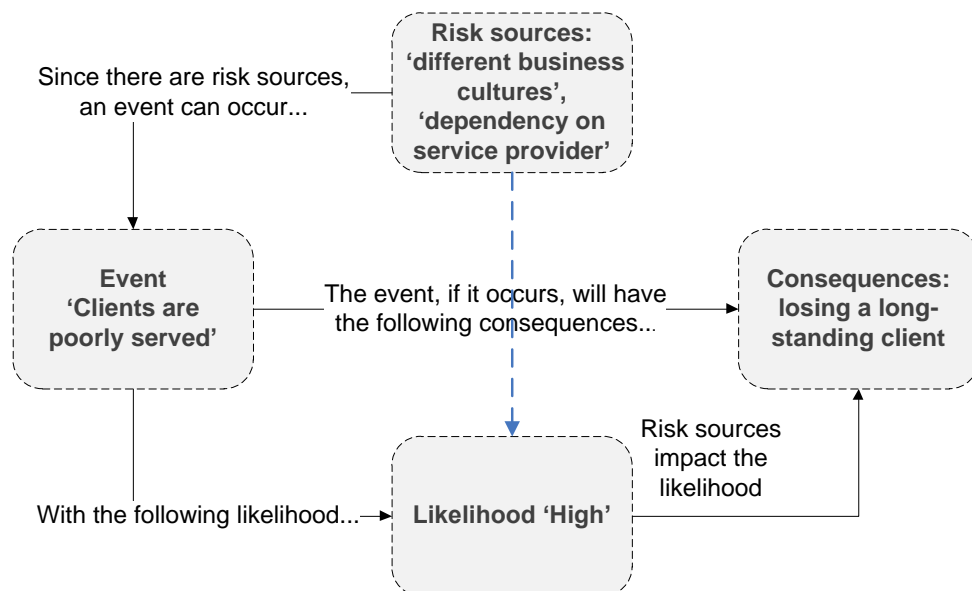 Risk sources:
‘different business
cultures’,
‘dependency on
service provider’
Since there are risk sources,
an event can occur...
Event
‘Clients are
poorly served’
The event, if it occurs, will have
the following consequences...
Consequences:
losing a long-
standing client
With the following likelihood...
Likelihood ‘High’
Risk sources
impact the
likelihood